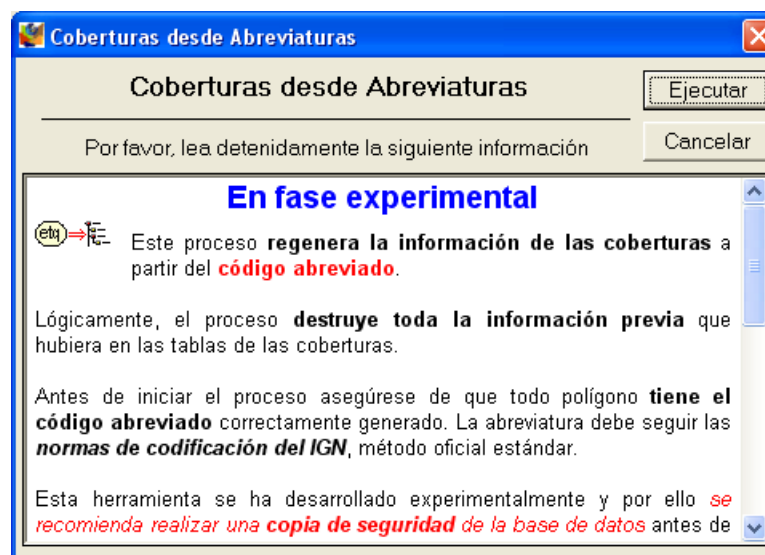 Coberturas desde Abreviaturas
Coberturas desde Abreviaturas
Ejecutar
Por favor, lea detenidamente la siguiente información
Cancelar
En fase experimental
etq
Este proceso regenera la información de las coberturas a
partir del código abreviado.
Lógicamente, el proceso destruye toda la información previa que
hubiera en las tablas de las coberturas.
Antes de iniciar el proceso asegúrese de que todo polígono tiene el
código abreviado correctamente generado. La abreviatura debe seguir las
normas de codificación del IGN, método oficial estándar.
Esta herramienta se ha desarrollado experimentalmente y por ello se
recomienda realizar una copia de seguridad de la base de datos antes de